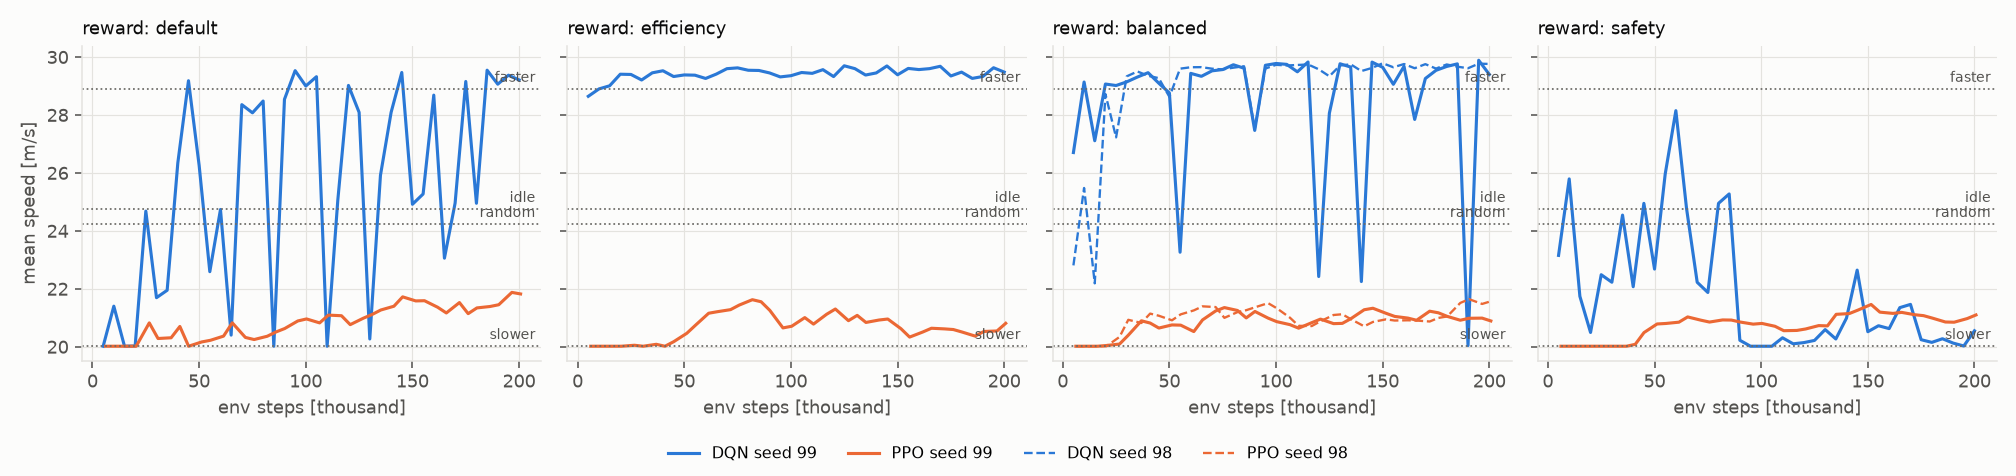 reward: default
reward: efficiency
reward: balanced
reward: safety
mean speed [m/s]
30
28
26
24
22
20
faster
idle
random
slower
faster
idle
random
slower
faster
idle
random
slower
faster
idle
random
slower
0 50 100 150 200
0 50 100 150 200
0 50 100 150 200
0 50 100 150 200
env steps [thousand]
env steps [thousand]
env steps [thousand]
env steps [thousand]
DQN seed 99
PPO seed 99
DQN seed 98
PPO seed 98